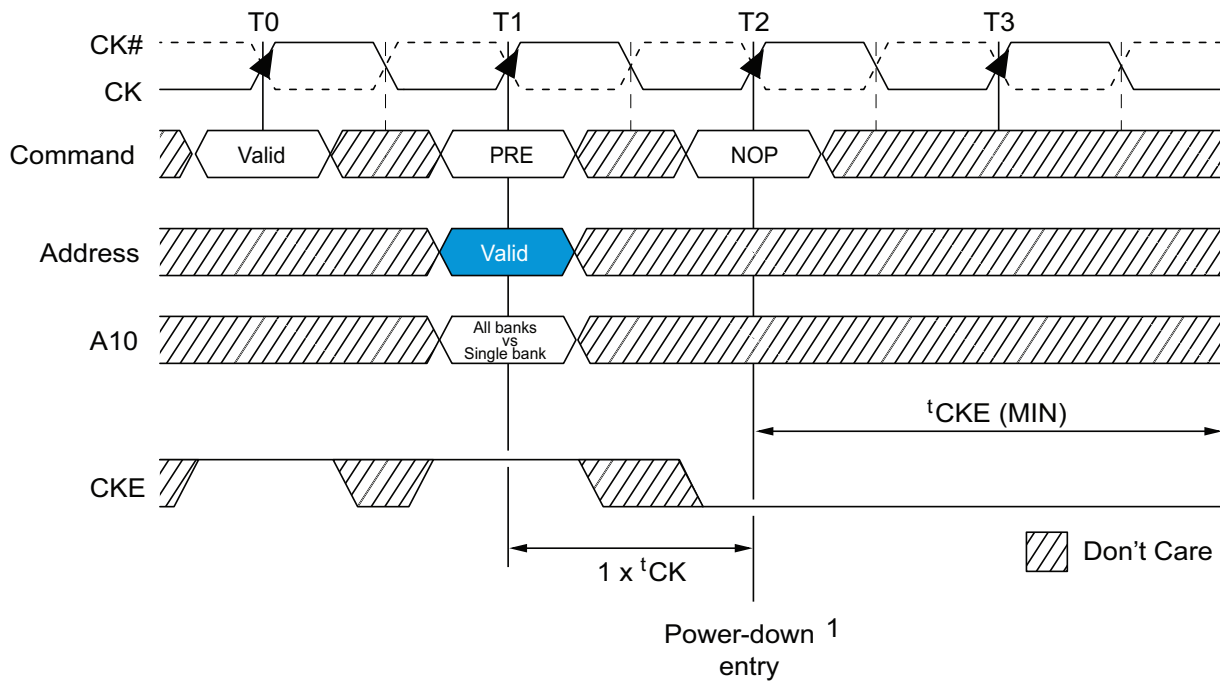 T0 T1 T2 T3
CK#
CK
Command Valid PRE NOP
Address Valid
A10 All banks
vs
Single bank
tCKE (MIN)
CKE
Don't Care
1 x tCK
Power-down 1
entry